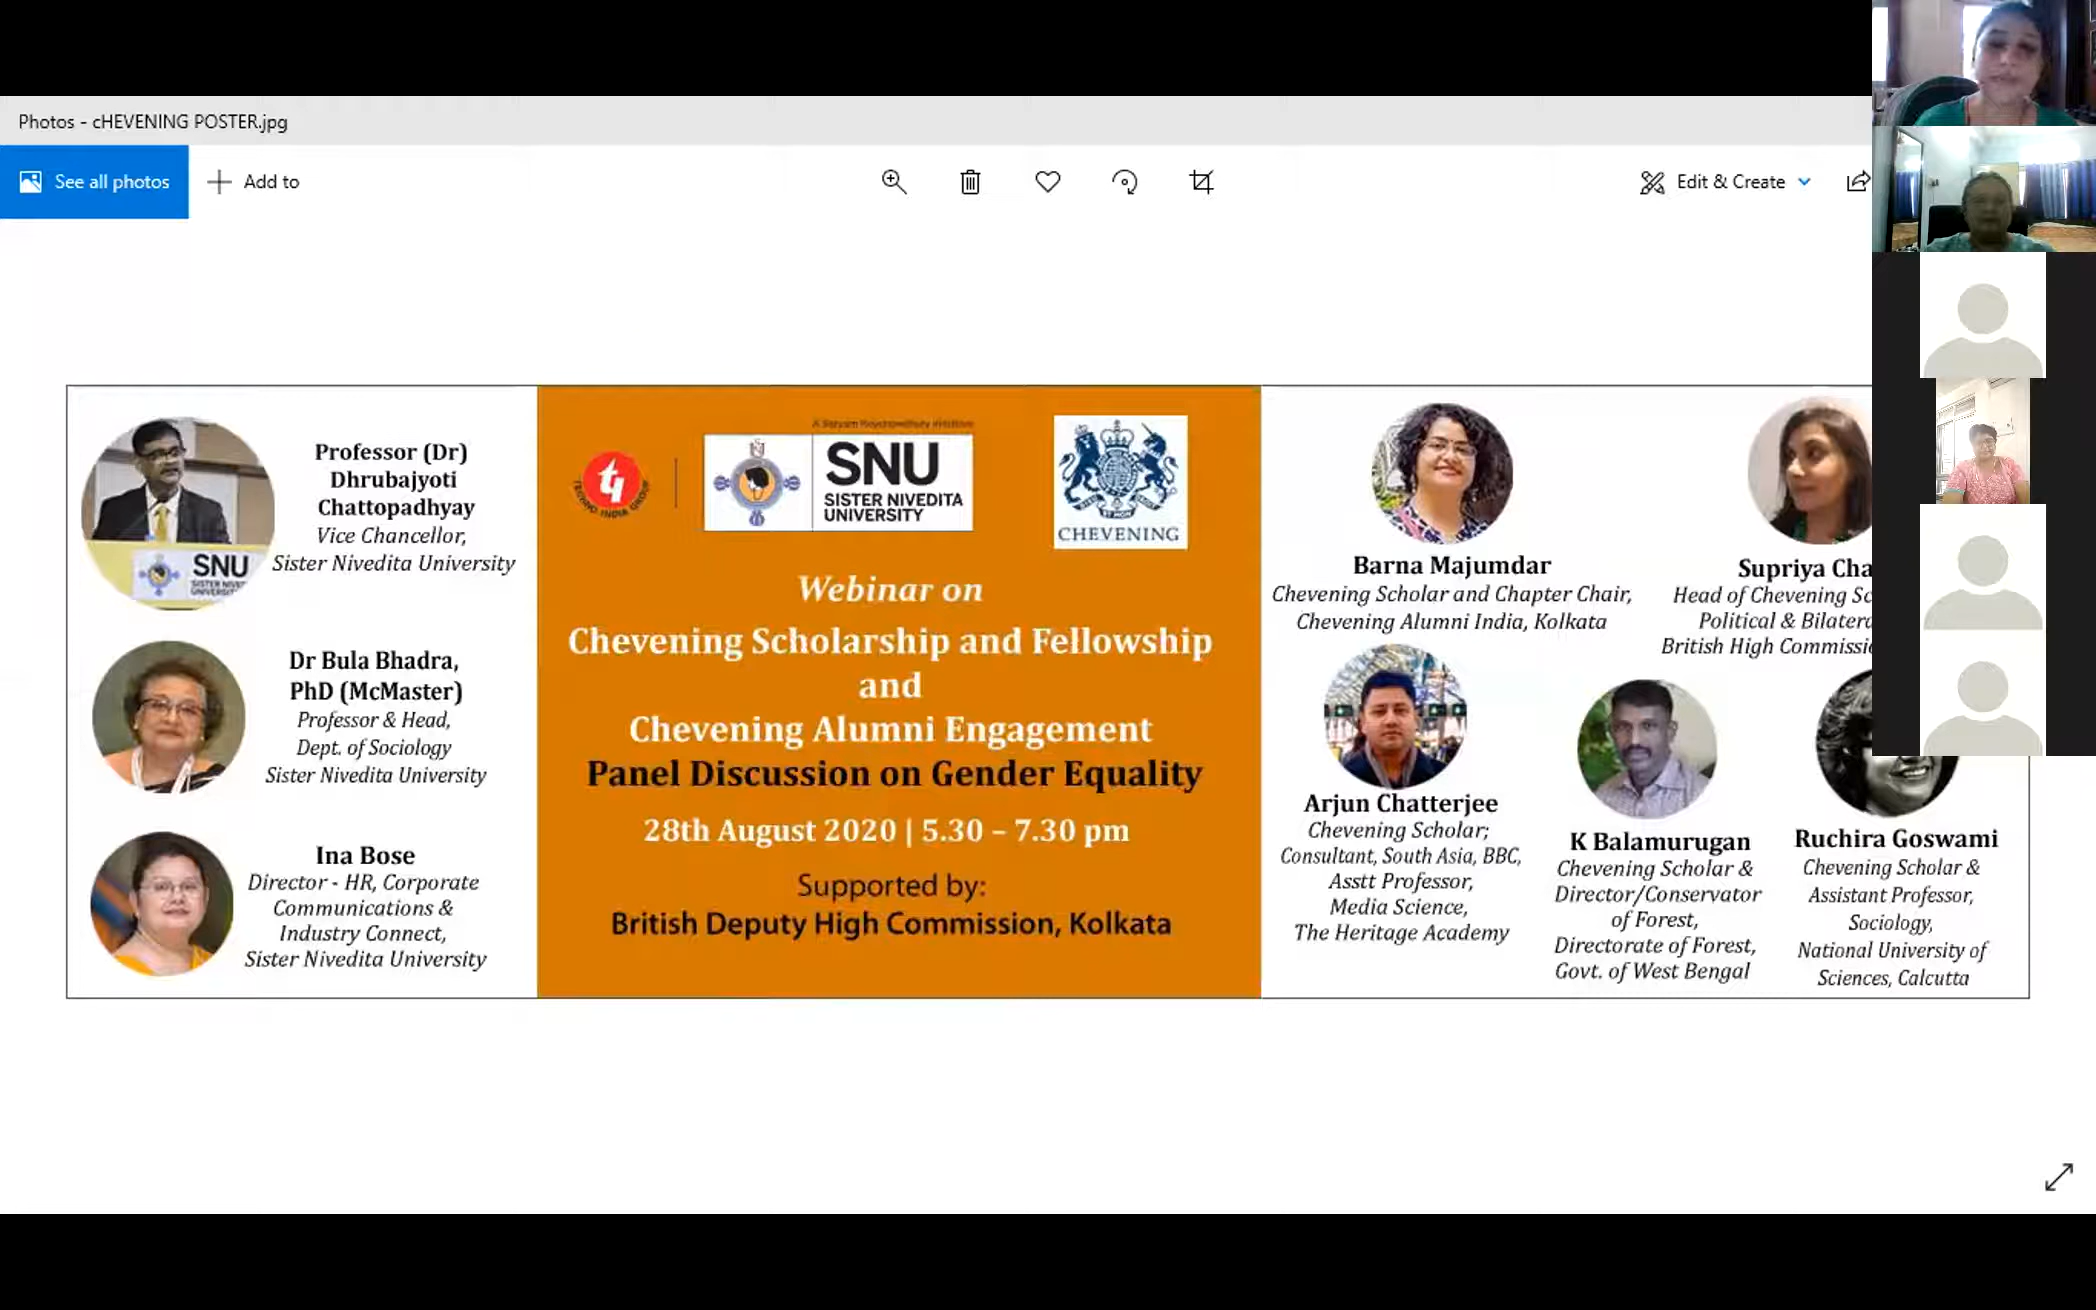 Photos - cHEVENING POSTER.jpg
See all photos
Add to
Edit & Create
Professor (Dr)
Dhrubajyoti
Chattopadhyay
Vice Chancellor,
Sister Nivedita University
SNU
Dr Bula Bhadra,
PhD (McMaster)
Professor & Head,
Dept. of Sociology
Sister Nivedita University
Ina Bose
Director - HR, Corporate
Communications &
Industry Connect,
Sister Nivedita University
TECHNO INDIA GROUP
SNU
SISTER NIVEDITA
UNIVERSITY
CHEVENING
Webinar on
Chevening Scholarship and Fellowship
and
Chevening Alumni Engagement
Panel Discussion on Gender Equality
28th August 2020 | 5.30 – 7.30 pm
Supported by:
British Deputy High Commission, Kolkata
Barna Majumdar
Chevening Scholar and Chapter Chair,
Chevening Alumni India, Kolkata
Supriya Cha
Head of Chevening Sc
Political & Bilatera
British High Commissio
Arjun Chatterjee
Chevening Scholar;
Consultant, South Asia, BBC,
Asstt Professor,
Media Science,
The Heritage Academy
K Balamurugan
Chevening Scholar &
Director/Conservator
of Forest,
Directorate of Forest,
Govt. of West Bengal
Ruchira Goswami
Chevening Scholar &
Assistant Professor,
Sociology,
National University of
Sciences, Calcutta